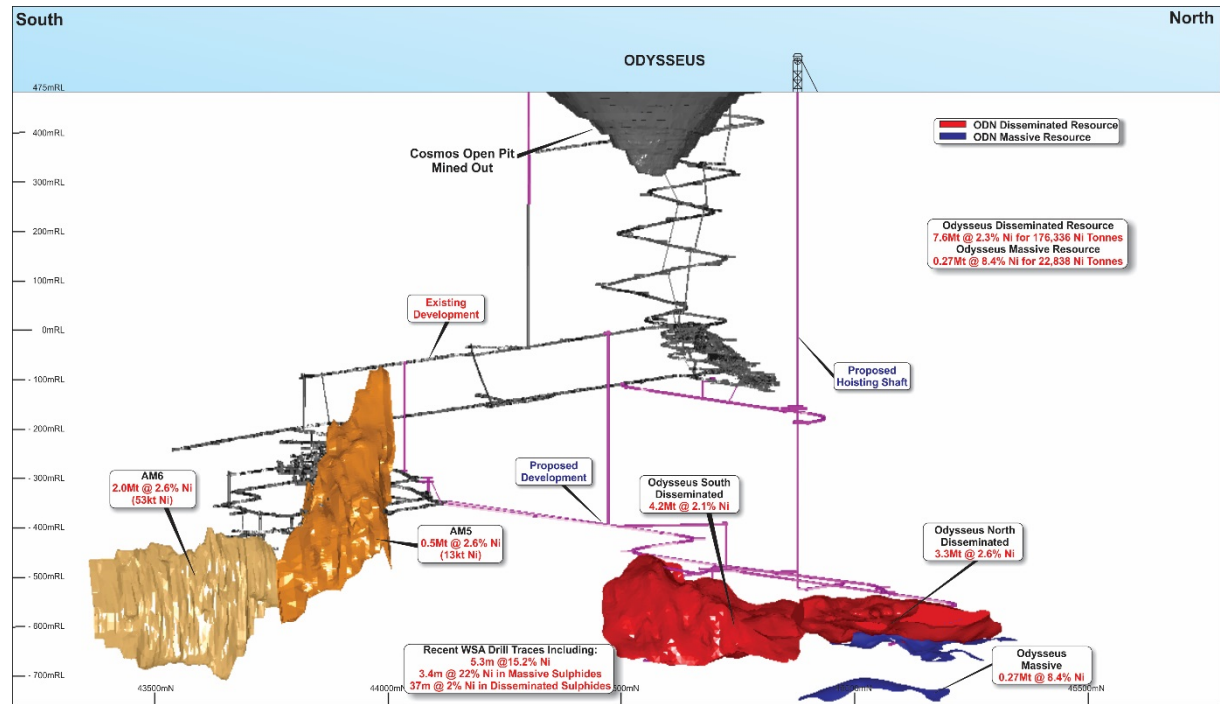 South
North
ODYSSEUS
475mRL
400mRL
300mRL
200mRL
100mRL
0mRL
- 100mRL
- 200mRL
- 300mRL
- 400mRL
- 500mRL
- 600mRL
- 700mRL
Cosmos Open Pit
Mined Out
ODN Disseminated Resource
ODN Massive Resource
Odysseus Disseminated Resource
7.6Mt @ 2.3% Ni for 176,336 Ni Tonnes
Odysseus Massive Resource
0.27Mt @ 8.4% Ni for 22,838 Ni Tonnes
Existing
Development
Proposed
Hoisting Shaft
AM6
2.0Mt @ 2.6% Ni
(53kt Ni)
AM5
0.5Mt @ 2.6% Ni
(13kt Ni)
Proposed
Development
Odysseus South
Disseminated
4.2Mt @ 2.1% Ni
Odysseus North
Disseminated
3.3Mt @ 2.6% Ni
Recent WSA Drill Traces Including:
5.3m @15.2% Ni
3.4m @ 22% Ni in Massive Sulphides
37m @ 2% Ni in Disseminated Sulphides
Odysseus
Massive
0.27Mt @ 8.4% Ni
43500mN
44000mN
45500mN